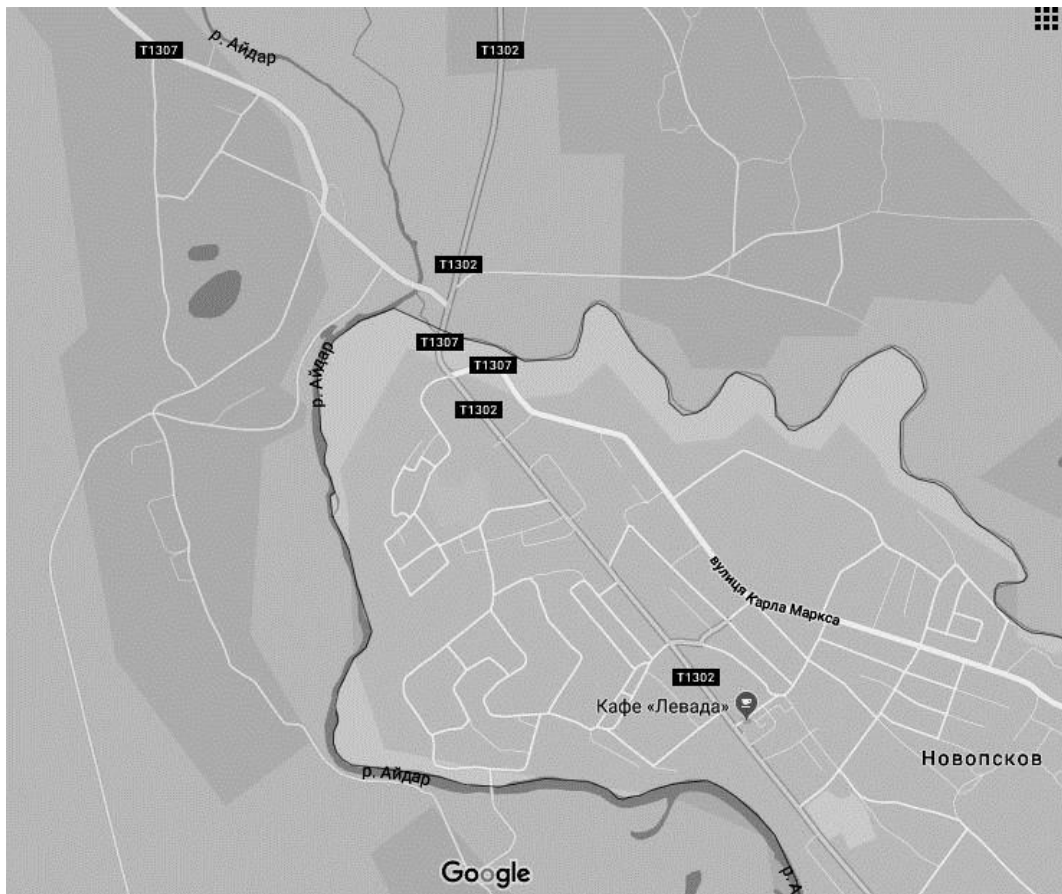 р. Айдар
T1307
T1302
T1302
T1307
T1307
р. Айдар
T1302
вулиця Карла Маркса
T1302
Кафе «Левада»
Новопсков
р. Айдар
Google
р. А